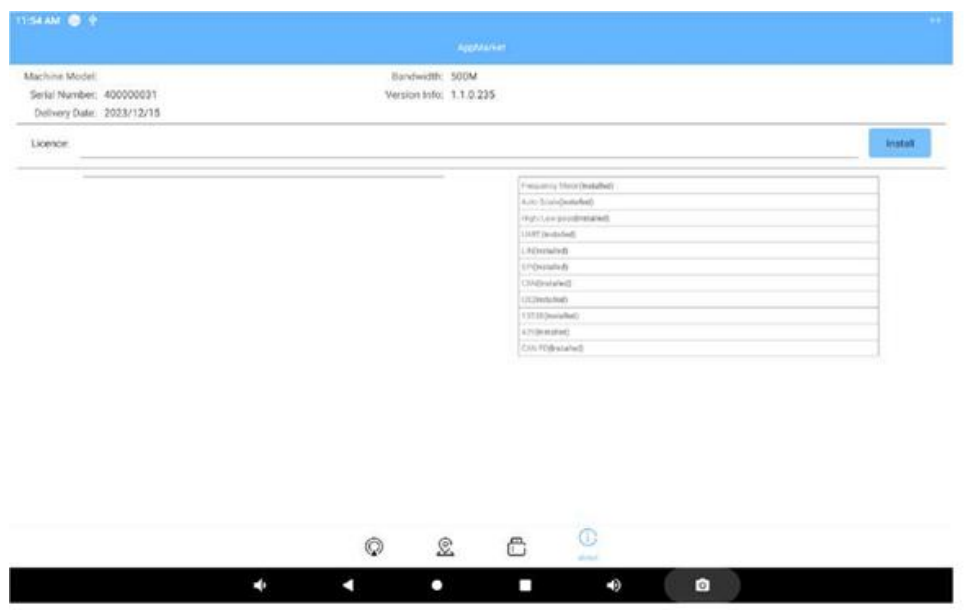 11:54 AM
AppMarket
Machine Model:
Bandwidth: 500M
Serial Number: 400000031
Version Info: 1.1.0.235
Delivery Date: 2023/12/15
Licence:
Install
Frequency Meter(Installed)
Auto Scale(Installed)
High/Low pass(Installed)
UART(Installed)
LIN(Installed)
SPI(Installed)
CAN(Installed)
I2C(Installed)
1553B(Installed)
429(Installed)
CAN FD(Installed)
about